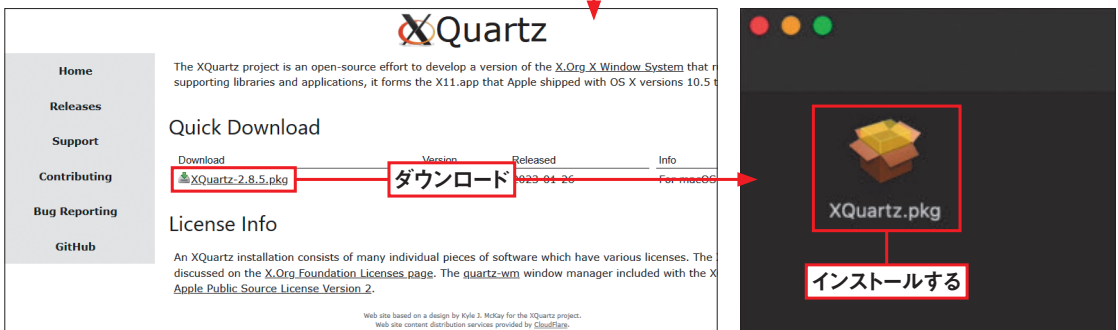 XQuartz
Home
Releases
Support
Contributing
Bug Reporting
GitHub
The XQuartz project is an open-source effort to develop a version of the X.Org X Window System that
supporting libraries and applications, it forms the X11.app that Apple shipped with OS X versions 10.5
Quick Download
Download Version Released Info
XQuartz-2.8.5.pkg ダウンロード 2023-01-26 For macOS
License Info
An XQuartz installation consists of many individual pieces of software which have various licenses. The
discussed on the X.Org Foundation Licenses page. The quartz-wm window manager included with the X
Apple Public Source License Version 2.
Web site based on a design by Kyle J. McKay for the XQuartz project.
Web site content distribution services provided by CloudFlare.
XQuartz.pkg
インストールする